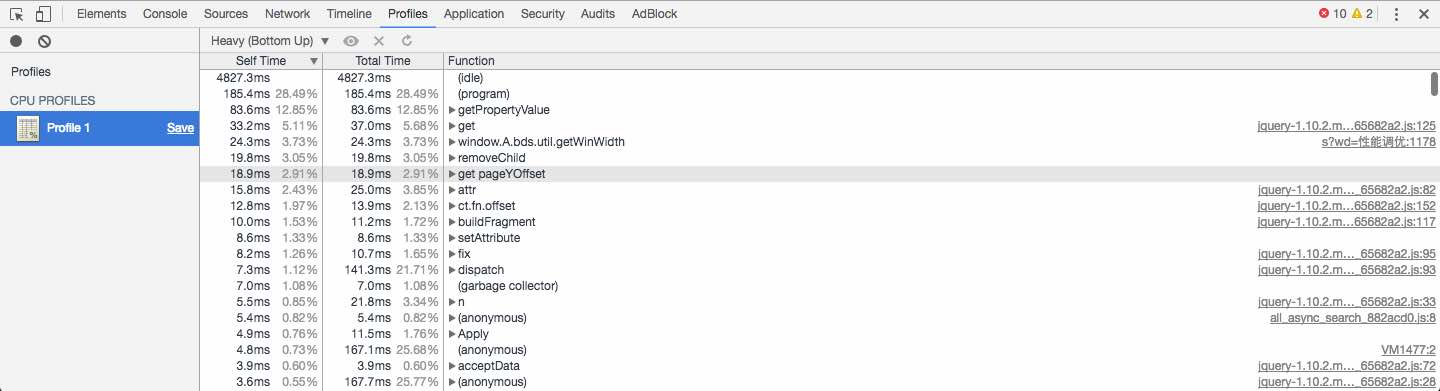 Elements Console Sources Network Timeline Profiles Application Security Audits AdBlock 10 2
Heavy (Bottom Up)
Profiles
CPU PROFILES
Profile 1 Save
Self Time Total Time Function
4827.3ms 4827.3ms (idle)
185.4ms 28.49% 185.4ms 28.49% (program)
83.6ms 12.85% 83.6ms 12.85% getPropertyValue
33.2ms 5.11% 37.0ms 5.68% get jquery-1.10.2.m…65682a2.js:125
24.3ms 3.73% 24.3ms 3.73% window.A.bds.util.getWinWidth s?wd=性能调优:1178
19.8ms 3.05% 19.8ms 3.05% removeChild
18.9ms 2.91% 18.9ms 2.91% get pageYOffset
15.8ms 2.43% 25.0ms 3.85% attr jquery-1.10.2.m…_65682a2.js:82
12.8ms 1.97% 13.9ms 2.13% ct.fn.offset jquery-1.10.2.m…65682a2.js:152
10.0ms 1.53% 11.2ms 1.72% buildFragment jquery-1.10.2.m…65682a2.js:117
8.6ms 1.33% 8.6ms 1.33% setAttribute
8.2ms 1.26% 10.7ms 1.65% fix jquery-1.10.2.m…_65682a2.js:95
7.3ms 1.12% 141.3ms 21.71% dispatch jquery-1.10.2.m…_65682a2.js:93
7.0ms 1.08% 7.0ms 1.08% (garbage collector)
5.5ms 0.85% 21.8ms 3.34% n jquery-1.10.2.m…_65682a2.js:33
5.4ms 0.82% 5.4ms 0.82% (anonymous) all_async_search_882acd0.js:8
4.9ms 0.76% 11.5ms 1.76% Apply
4.8ms 0.73% 167.1ms 25.68% (anonymous) VM1477:2
3.9ms 0.60% 3.9ms 0.60% acceptData jquery-1.10.2.m…_65682a2.js:72
3.6ms 0.55% 167.7ms 25.77% (anonymous) jquery-1.10.2.m…_65682a2.js:28